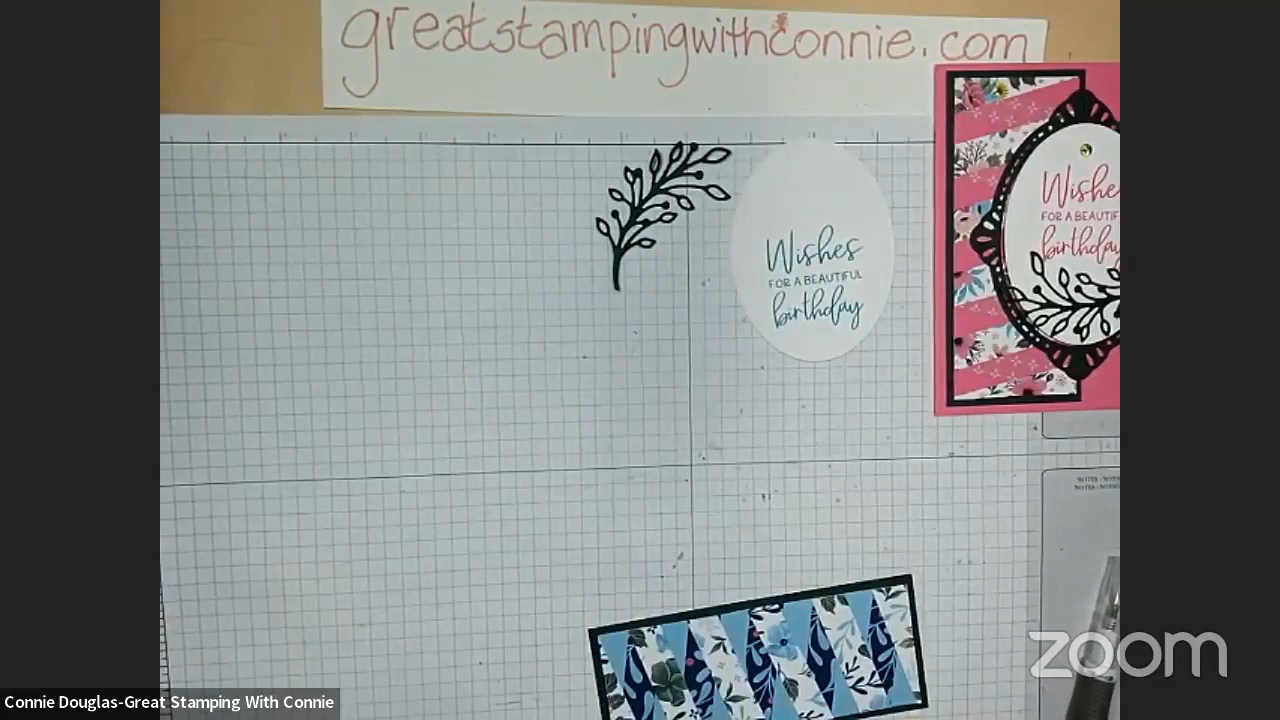 greatstampingwithconnie.com
Wishes
FOR A BEAUTIFUL
birthday
Wishe
FOR A BEAUTIF
birthday
zoom
Connie Douglas-Great Stamping With Connie